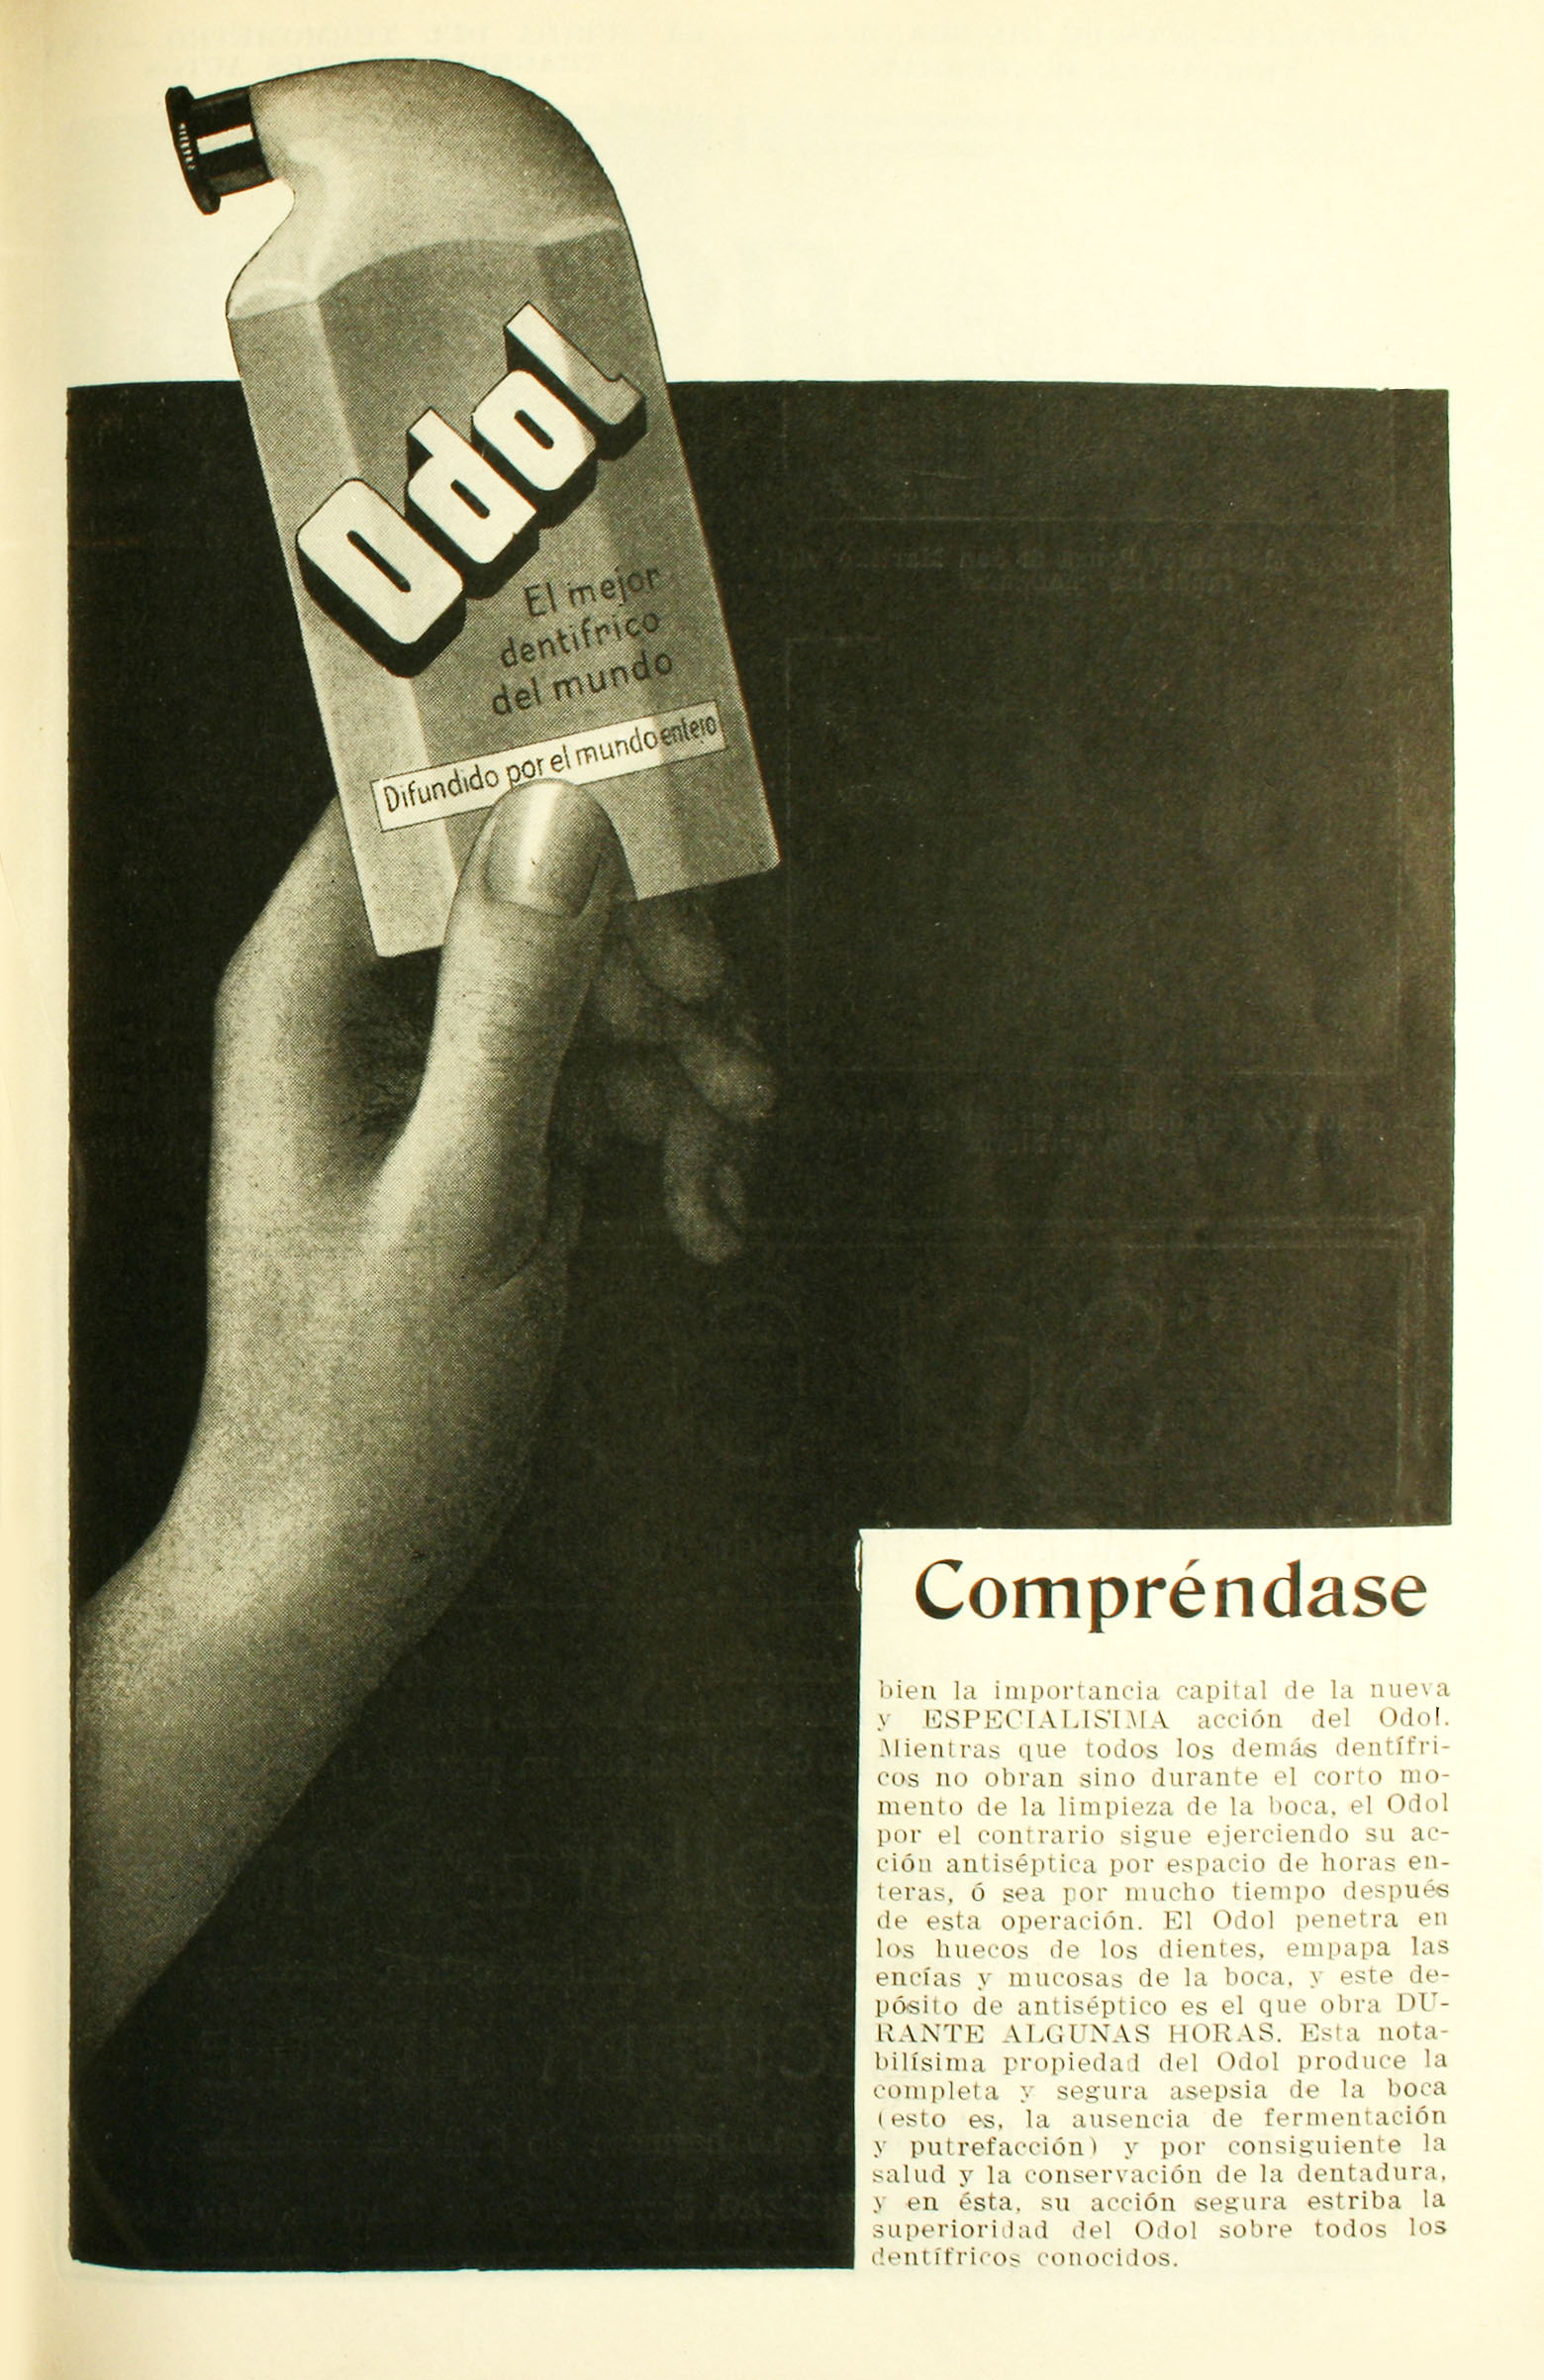 Odol
El mejor
dentifrico
del mundo
Difundido por el mundo entero
Compréndase
bien la importancia capital de la nueva
y ESPECIALISIMA acción del Odol.
Mientras que todos los demás dentífri-
cos no obran sino durante el corto mo-
mento de la limpieza de la boca, el Odol
por el contrario sigue ejerciendo su ac-
ción antiséptica por espacio de horas en-
teras, ó sea por mucho tiempo después
de esta operación. El Odol penetra en
los huecos de los dientes, empapa las
encías y mucosas de la boca, y este de-
pósito de antiséptico es el que obra DU-
RANTE ALGUNAS HORAS. Esta nota-
bilísima propiedad del Odol produce la
completa y segura asepsia de la boca
(esto es, la ausencia de fermentación
y putrefacción) y por consiguiente la
salud y la conservación de la dentadura,
y en ésta, su acción segura estriba la
superioridad del Odol sobre todos los
dentífricos conocidos.